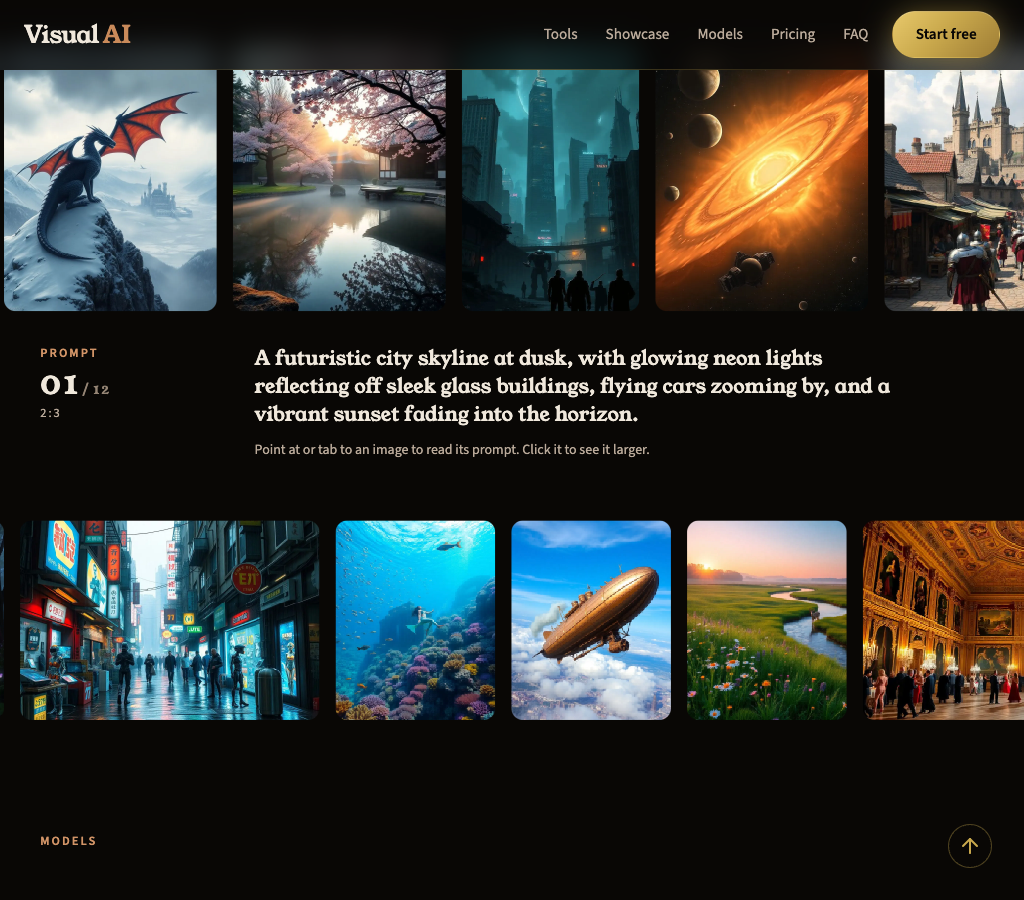 Visual AI
Tools
Showcase
Models
Pricing
FAQ
Start free
PROMPT
01 / 12
2:3
A futuristic city skyline at dusk, with glowing neon lights
reflecting off sleek glass buildings, flying cars zooming by, and a
vibrant sunset fading into the horizon.
Point at or tab to an image to read its prompt. Click it to see it larger.
MODELS